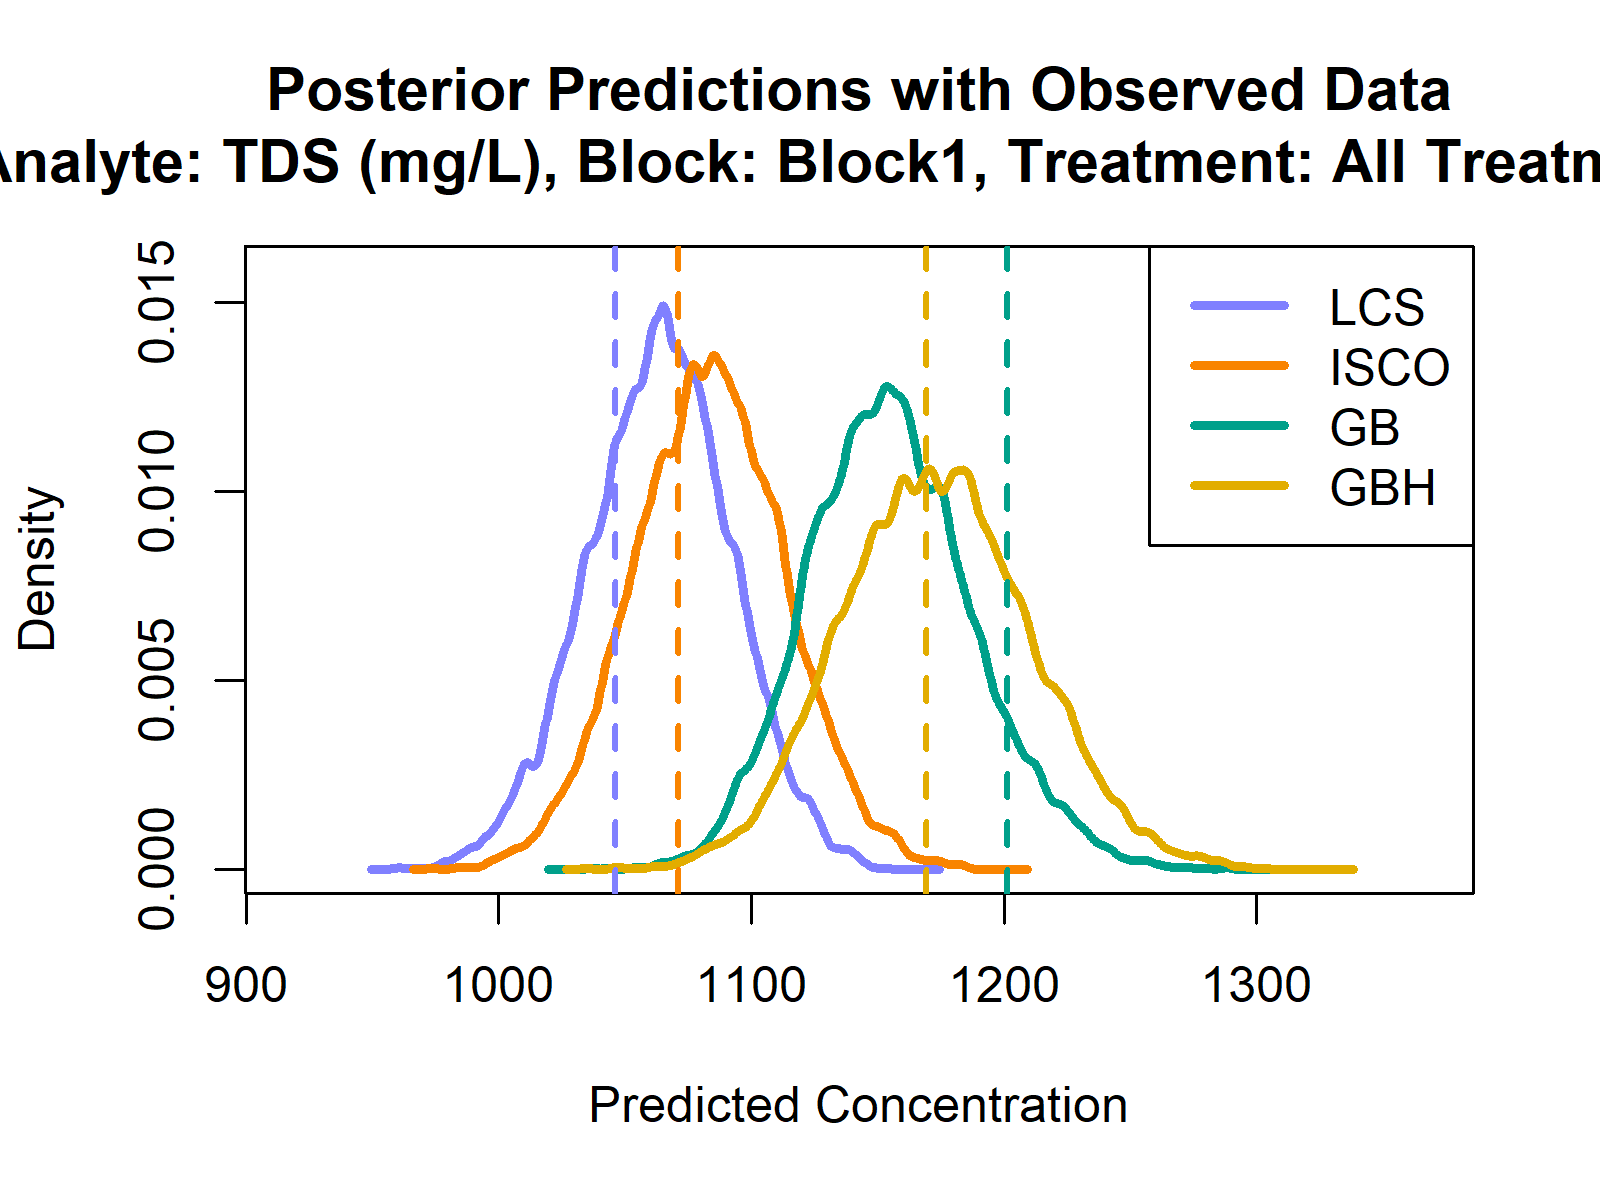 Posterior Predictions with Observed Data
Analyte: TDS (mg/L), Block: Block1, Treatment: All Treatm
Density
0.015
0.010
0.005
0.000
LCS
ISCO
GB
GBH
900 1000 1100 1200 1300
Predicted Concentration